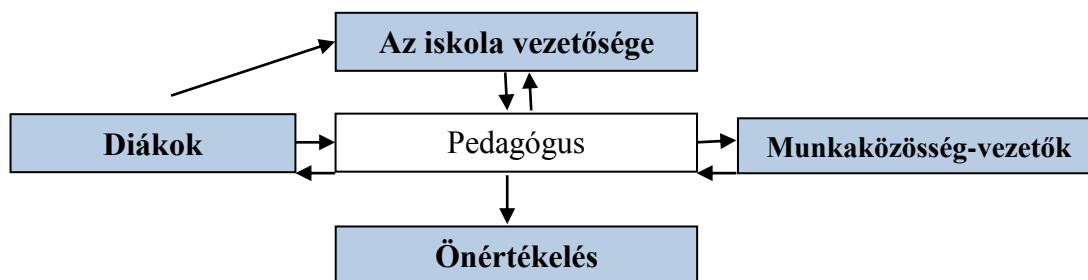 Az iskola vezetősége
Diákok
Pedagógus
Munkaközösség-vezetők
Önértékelés